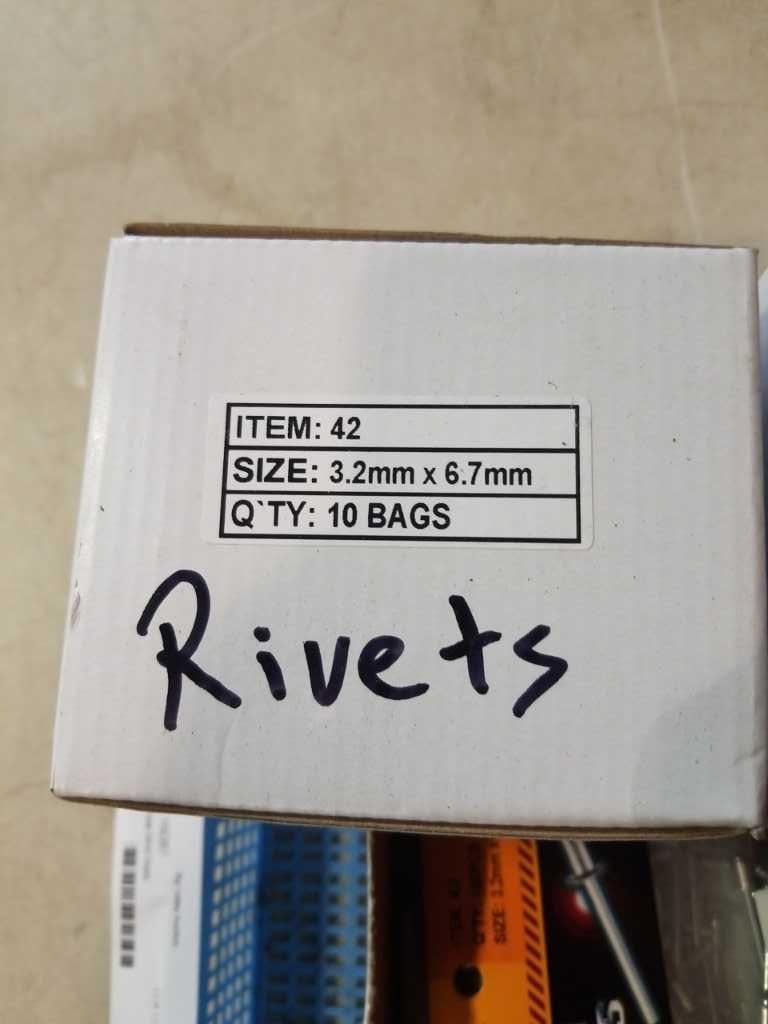 ITEM: 42
SIZE: 3.2mm x 6.7mm
Q`TY: 10 BAGS
Rivets